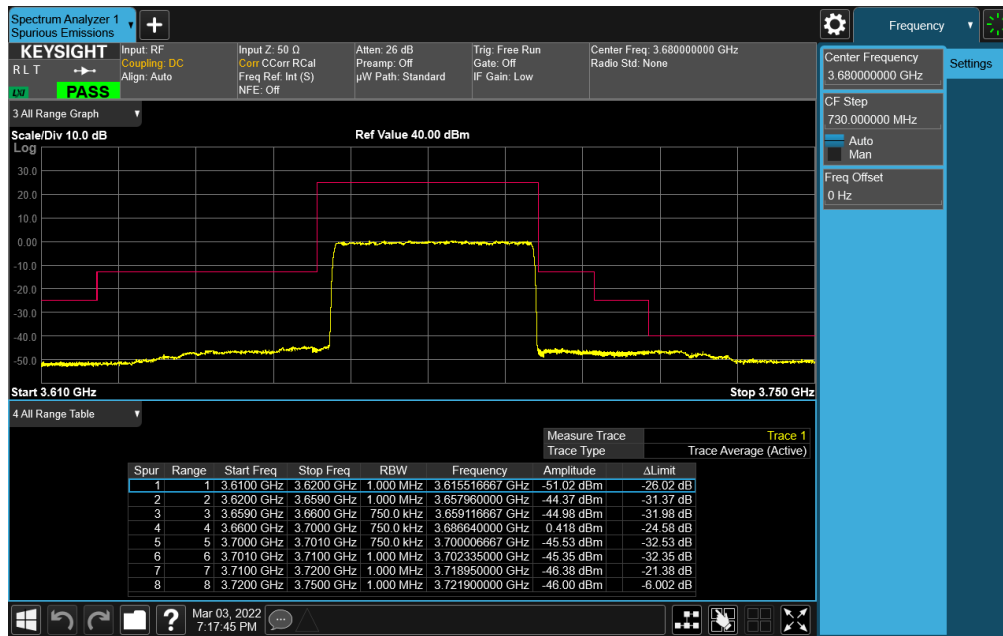 Spectrum Analyzer 1
Spurious Emissions
+
Frequency
KEYSIGHT
R L T
LXI
PASS
Input: RF
Coupling: DC
Align: Auto
Input Z: 50 Ω
Corr CCorr RCal
Freq Ref: Int (S)
NFE: Off
Atten: 26 dB
Preamp: Off
µW Path: Standard
Trig: Free Run
Gate: Off
IF Gain: Low
Center Freq: 3.680000000 GHz
Radio Std: None
Center Frequency
3.680000000 GHz
Settings
CF Step
730.000000 MHz
Auto
Man
Freq Offset
0 Hz
3 All Range Graph
Scale/Div 10.0 dB
Ref Value 40.00 dBm
Log
30.0
20.0
10.0
0.00
-10.0
-20.0
-30.0
-40.0
-50.0
Start 3.610 GHz
Stop 3.750 GHz
4 All Range Table
Measure Trace Trace 1
Trace Type Trace Average (Active)
Spur Range Start Freq Stop Freq RBW Frequency Amplitude ΔLimit
1 1 3.6100 GHz 3.6200 GHz 1.000 MHz 3.615516667 GHz -51.02 dBm -26.02 dB
2 2 3.6200 GHz 3.6590 GHz 1.000 MHz 3.657960000 GHz -44.37 dBm -31.37 dB
3 3 3.6590 GHz 3.6600 GHz 750.0 kHz 3.659116667 GHz -44.98 dBm -31.98 dB
4 4 3.6600 GHz 3.7000 GHz 750.0 kHz 3.686640000 GHz 0.418 dBm -24.58 dB
5 5 3.7000 GHz 3.7010 GHz 750.0 kHz 3.700006667 GHz -45.53 dBm -32.53 dB
6 6 3.7010 GHz 3.7100 GHz 1.000 MHz 3.702335000 GHz -45.35 dBm -32.35 dB
7 7 3.7100 GHz 3.7200 GHz 1.000 MHz 3.718950000 GHz -46.38 dBm -21.38 dB
8 8 3.7200 GHz 3.7500 GHz 1.000 MHz 3.721900000 GHz -46.00 dBm -6.002 dB
?
Mar 03, 2022
7:17:45 PM